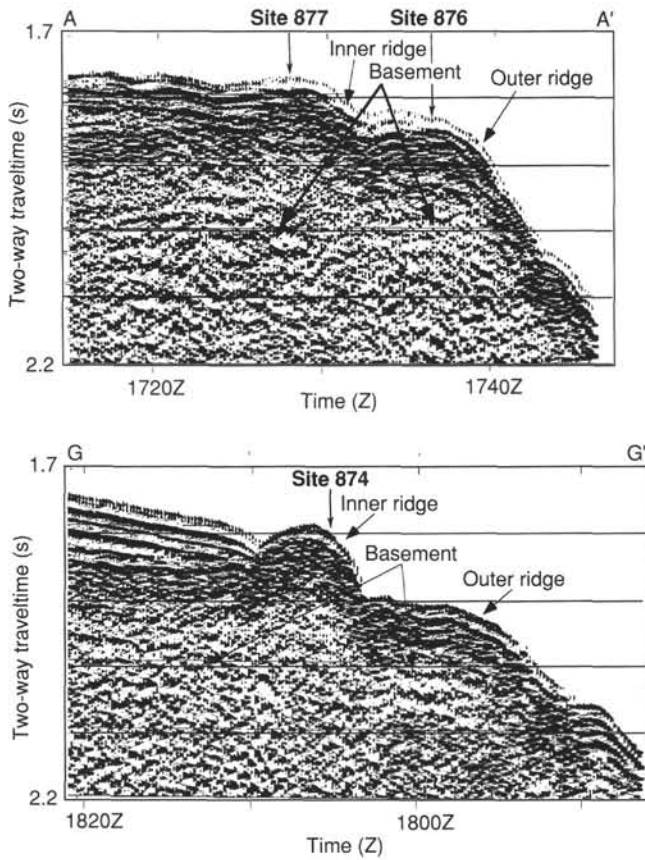 A
Site 877
Site 876
A'
1.7
Inner ridge
Basement
Outer ridge
Two-way traveltime (s)
2.2
1720Z
1740Z
Time (Z)
G
G'
1.7
Site 874
Inner ridge
Basement
Outer ridge
Two-way traveltime (s)
2.2
1820Z
1800Z
Time (Z)